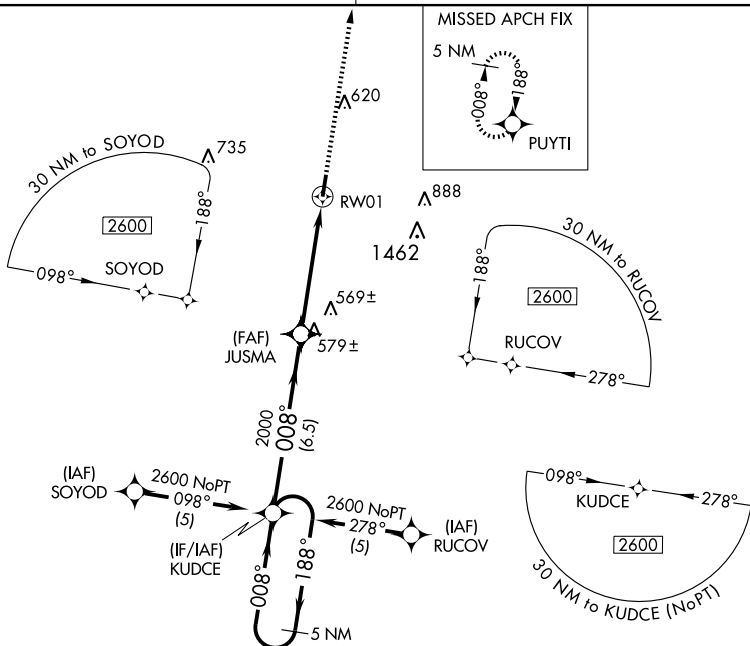 MISSED APCH FIX
5 NM
008°
188°
PUYTI
620
735
30 NM to SOYOD
2600
188°
098°
SOYOD
RW01
888
1462
30 NM to RUCOV
188°
2600
RUCOV
278°
569±
579±
(FAF)
JUSMA
2000
008°
(6.5)
(IAF)
SOYOD
2600 NoPT
098°
(5)
2600 NoPT
278°
(5)
(IAF)
RUCOV
(IF/IAF)
KUDCE
008°
188°
5 NM
098°
KUDCE
278°
2600
30 NM to KUDCE (NoPT)